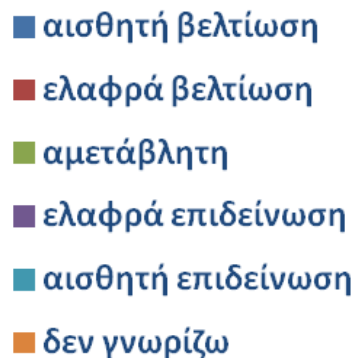 αισθητή βελτίωση
ελαφρά βελτίωση
αμετάβλητη
ελαφρά επιδείνωση
αισθητή επιδείνωση
δεν γνωρίζω